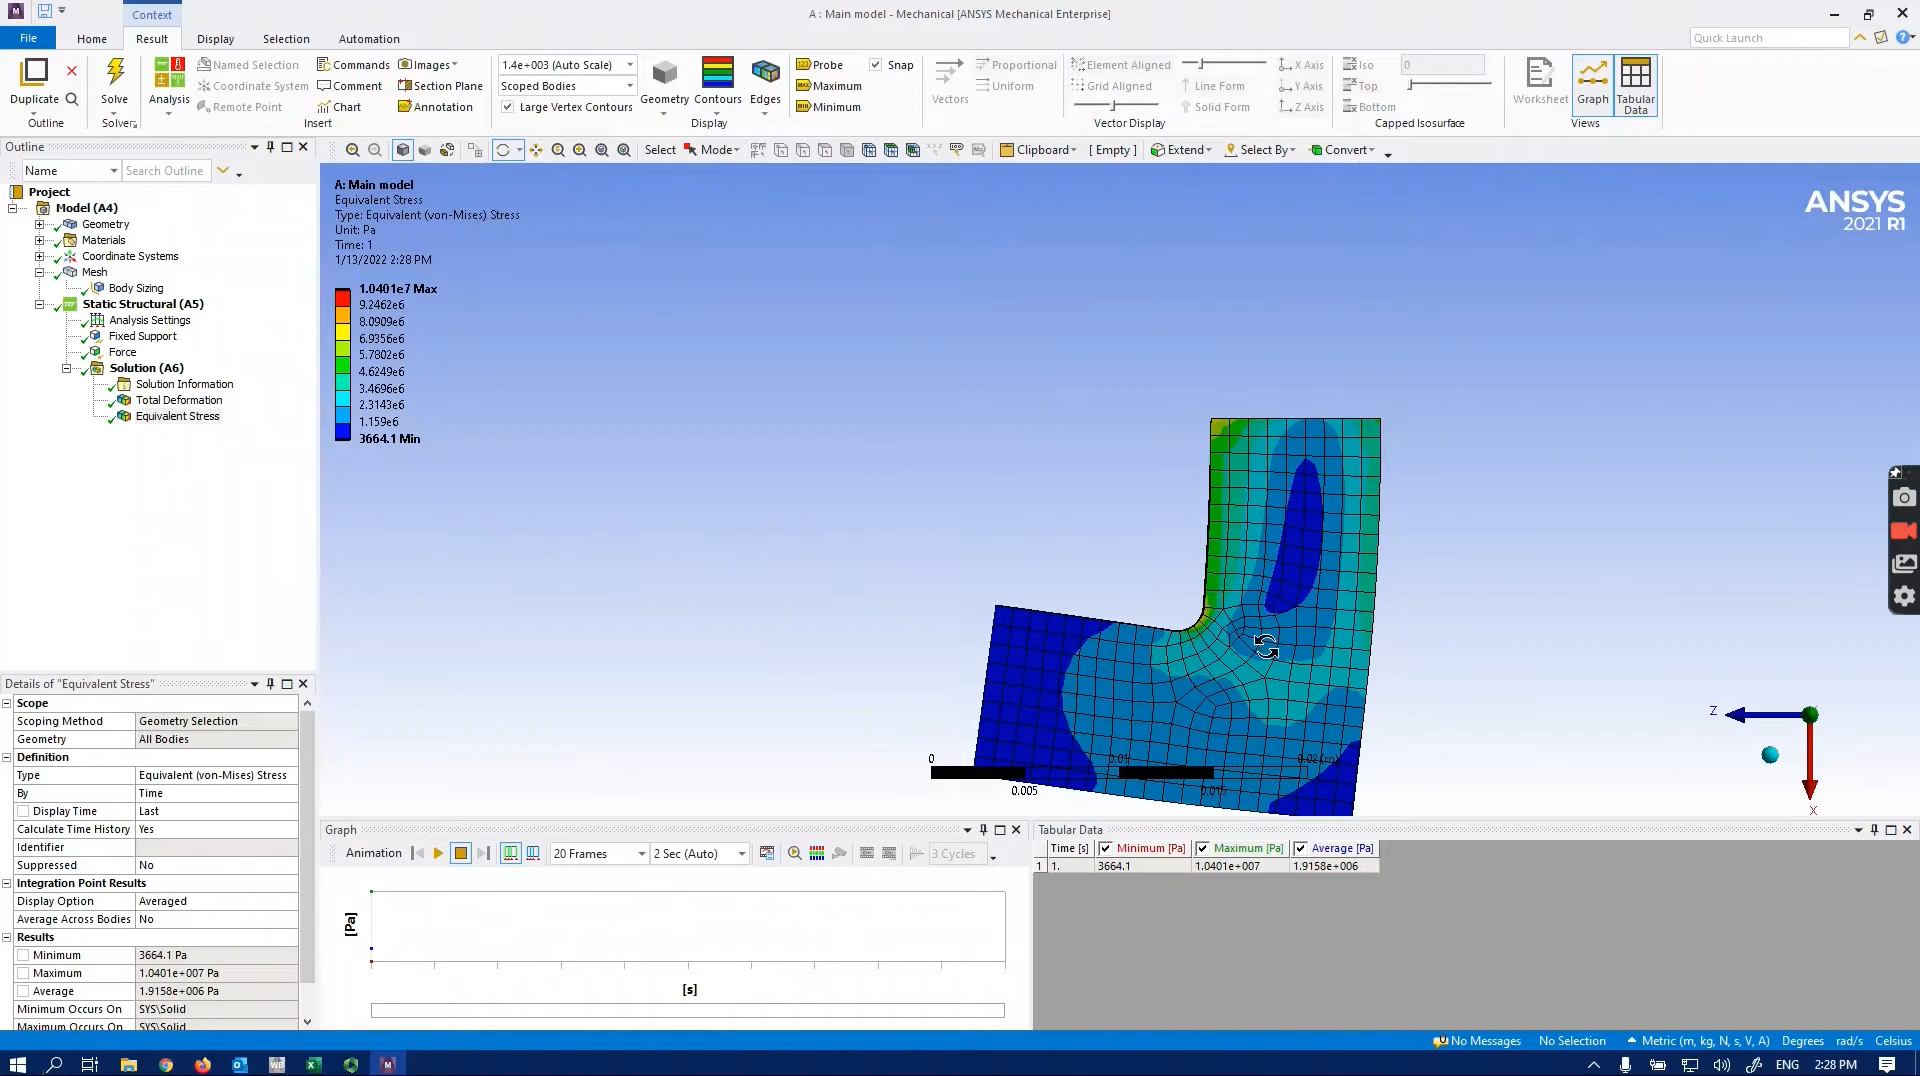 Context
A : Main model - Mechanical [ANSYS Mechanical Enterprise]
File Home Result Display Selection Automation
Quick Launch
Duplicate
Outline
Solve
Solver
Analysis
Named Selection
Coordinate System
Remote Point
Commands
Comment
Chart
Images
Section Plane
Annotation
Insert
1.4e+003 (Auto Scale)
Scoped Bodies
Large Vertex Contours
Geometry
Contours
Edges
Display
Probe
Maximum
Minimum
Snap
Vectors
Proportional
Uniform
Element Aligned
Grid Aligned
Line Form
Solid Form
X Axis
Y Axis
Z Axis
Vector Display
Iso
Top
Bottom
0
Capped Isosurface
Worksheet
Graph
Tabular Data
Views
Outline
Name
Search Outline
Select Mode Clipboard [ Empty ] Extend Select By Convert
Project
Model (A4)
Geometry
Materials
Coordinate Systems
Mesh
Body Sizing
Static Structural (A5)
Analysis Settings
Fixed Support
Force
Solution (A6)
Solution Information
Total Deformation
Equivalent Stress
A: Main model
Equivalent Stress
Type: Equivalent (von-Mises) Stress
Unit: Pa
Time: 1
1/13/2022 2:28 PM
1.0401e7 Max
9.2462e6
8.0909e6
6.9356e6
5.7802e6
4.6249e6
3.4696e6
2.3143e6
1.159e6
3664.1 Min
ANSYS
2021 R1
0 0.01 0.02 (m)
0.005 0.015
Z
X
Details of "Equivalent Stress"
Scope
Scoping Method Geometry Selection
Geometry All Bodies
Definition
Type Equivalent (von-Mises) Stress
By Time
Display Time Last
Calculate Time History Yes
Identifier
Suppressed No
Integration Point Results
Display Option Averaged
Average Across Bodies No
Results
Minimum 3664.1 Pa
Maximum 1.0401e+007 Pa
Average 1.9158e+006 Pa
Minimum Occurs On SYS\Solid
Maximum Occurs On SYS\Solid
Graph
Animation 20 Frames 2 Sec (Auto) 3 Cycles
[Pa]
[s]
Tabular Data
Time [s] Minimum [Pa] Maximum [Pa] Average [Pa]
1 1. 3664.1 1.0401e+007 1.9158e+006
No Messages No Selection Metric (m, kg, N, s, V, A) Degrees rad/s Celsius
ENG 2:28 PM